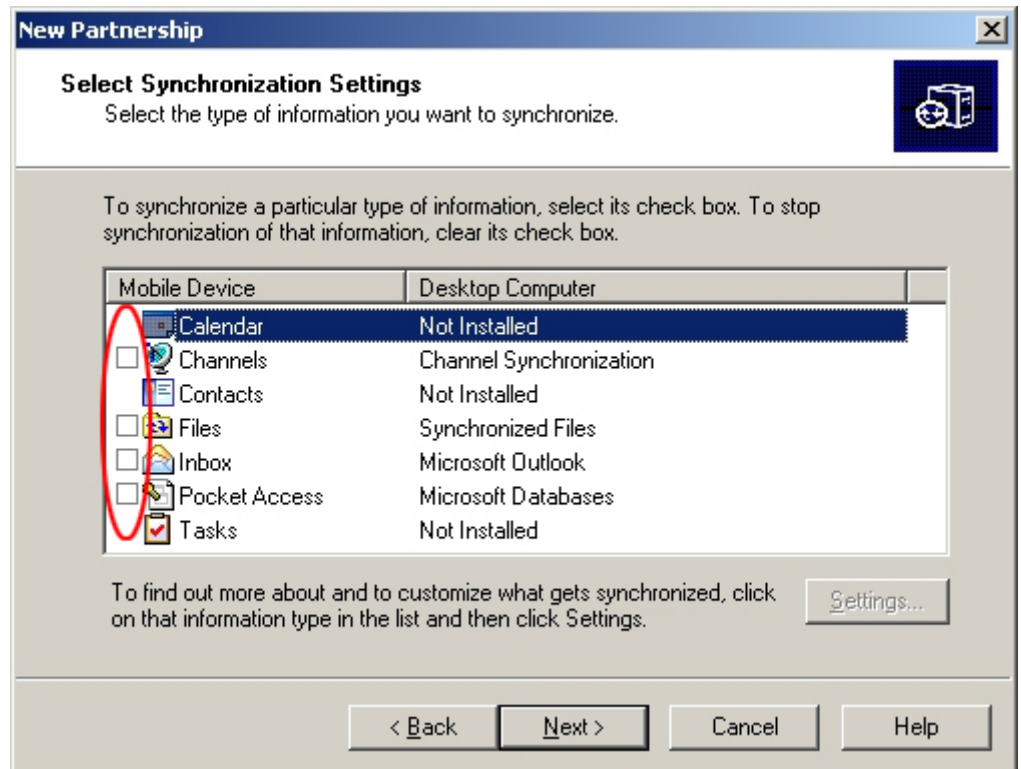 New Partnership
Select Synchronization Settings
Select the type of information you want to synchronize.
To synchronize a particular type of information, select its check box. To stop
synchronization of that information, clear its check box.
Mobile Device Desktop Computer
Calendar Not Installed
Channels Channel Synchronization
Contacts Not Installed
Files Synchronized Files
Inbox Microsoft Outlook
Pocket Access Microsoft Databases
Tasks Not Installed
To find out more about and to customize what gets synchronized, click
on that information type in the list and then click Settings.
Settings...
< Back Next > Cancel Help